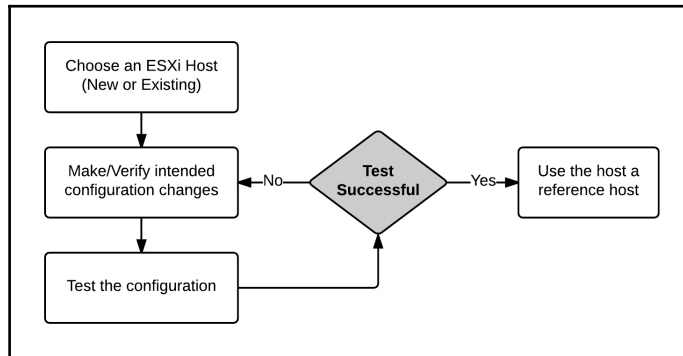 Choose an ESXi Host
(New or Existing)
Make/Verify intended
configuration changes
Test the configuration
No
Test
Successful
Yes
Use the host a
reference host